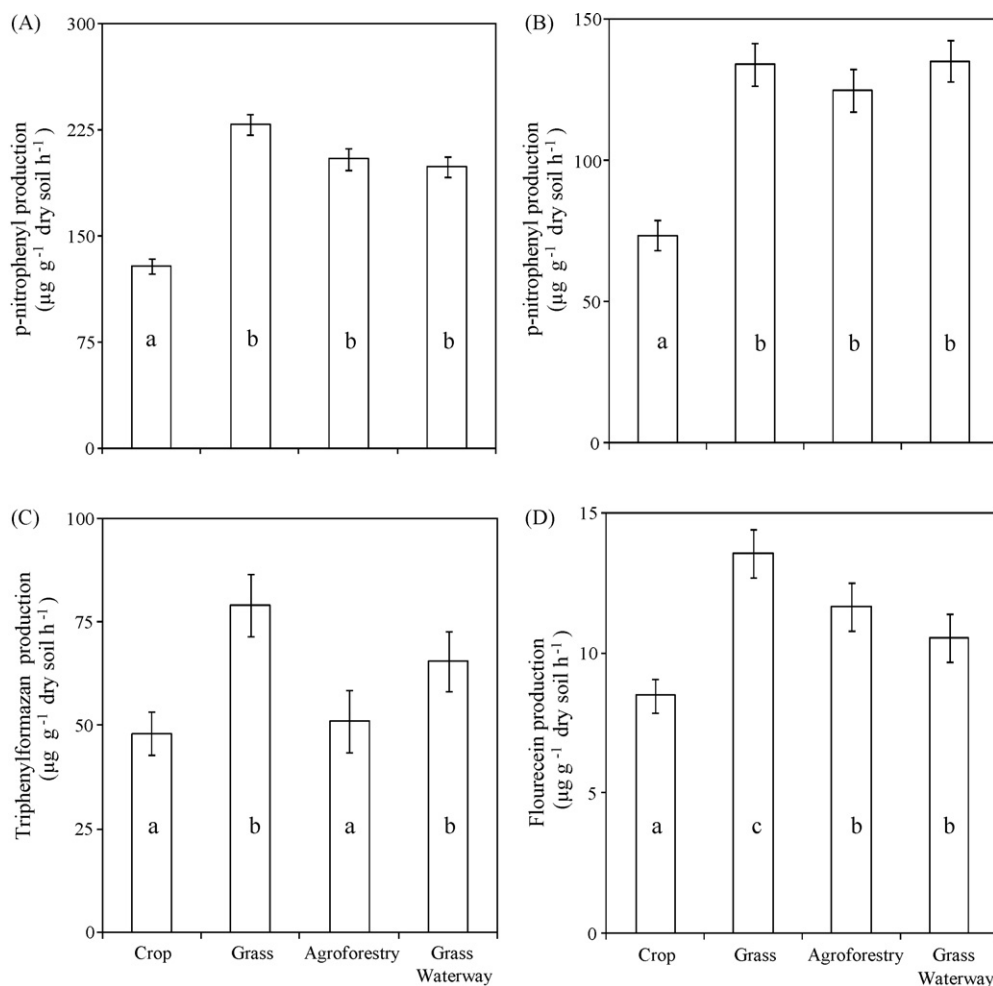 (A)
p-nitrophenyl production
(µg g⁻¹ dry soil h⁻¹)
300
225
150
75
0
a
b
b
b
(B)
p-nitrophenyl production
(µg g⁻¹ dry soil h⁻¹)
150
100
50
0
a
b
b
b
(C)
Triphenylformazan production
(µg g⁻¹ dry soil h⁻¹)
100
75
50
25
0
a
b
a
b
Crop
Grass
Agroforestry
Grass
Waterway
(D)
Flourecein production
(µg g⁻¹ dry soil h⁻¹)
15
10
5
0
a
c
b
b
Crop
Grass
Agroforestry
Grass
Waterway